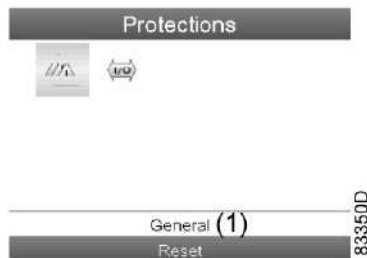 Protections
I/O
General (1)
Reset
83350D